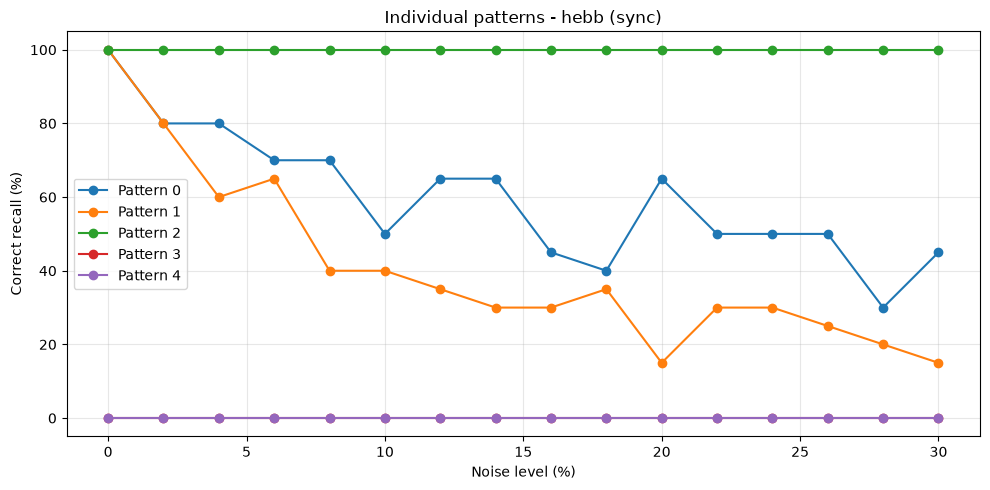 Individual patterns - hebb (sync)
Correct recall (%)
100
80
60
40
20
0
Pattern 0
Pattern 1
Pattern 2
Pattern 3
Pattern 4
0 5 10 15 20 25 30
Noise level (%)